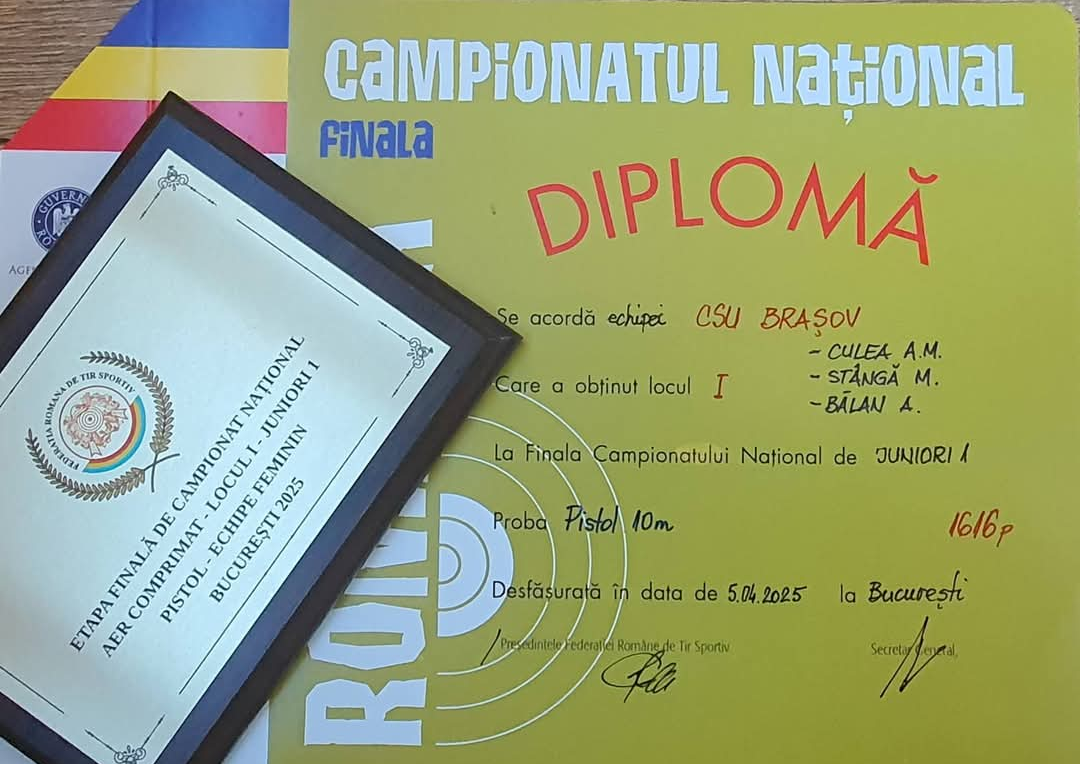 CAMPIONATUL NAȚIONAL
FINALA
DIPLOMĂ
Se acordă echipei CSU BRAȘOV
- CULEA A.M.
Care a obținut locul I - STÂNGĂ M.
- BĂLAN A.
La Finala Campionatului Național de JUNIORI 1
Proba Pistol 10m 1616p
Desfășurată în data de 5.04.2025 la București
Președintele Federației Române de Tir Sportiv
Secretar General,
FEDERAȚIA ROMANA DE TIR SPORTIV
ETAPA FINALĂ DE CAMPIONAT NAȚIONAL
AER COMPRIMAT - LOCUL I - JUNIORI 1
PISTOL - ECHIPE FEMININ
BUCUREȘTI 2025